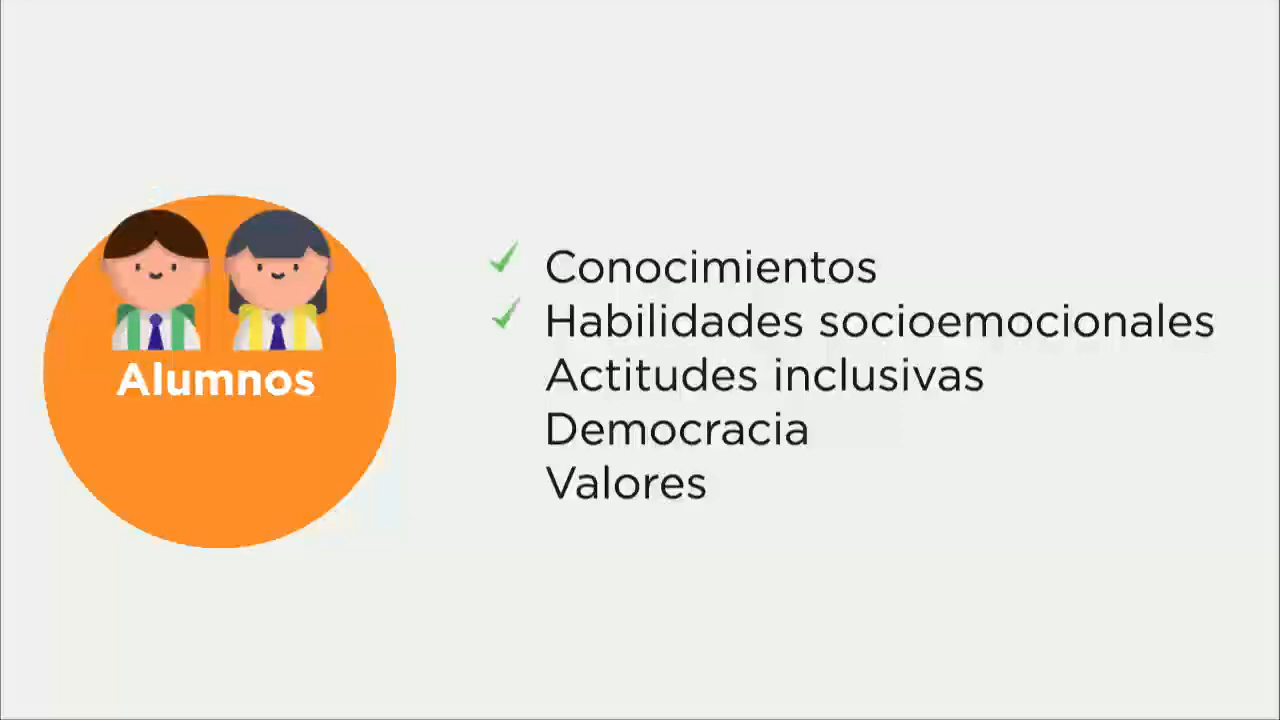 Alumnos
Conocimientos
Habilidades socioemocionales
Actitudes inclusivas
Democracia
Valores